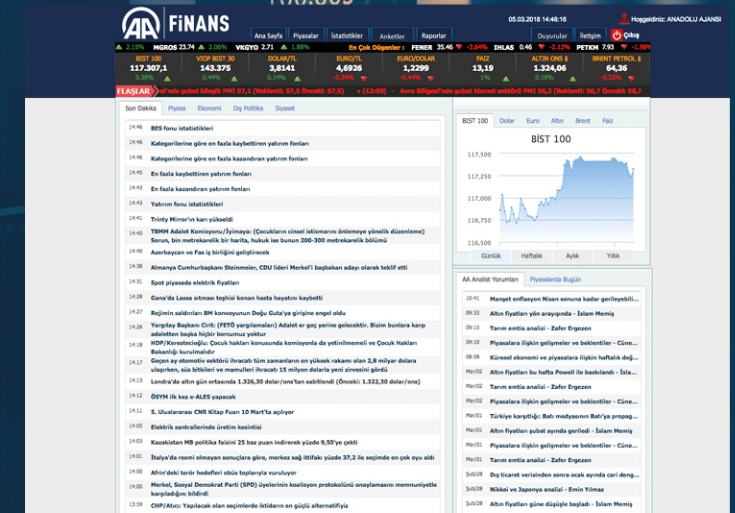 AA FiNANS
05.03.2018 14:46:16
Hoşgeldiniz: ANADOLU AJANSI
Ana Sayfa Piyasalar İstatistikler Anketler Raporlar
Duyurular İletişim Çıkış
2.15% MGROS 23.74 2.06% VKGYO 2.71 1.88% En Çok Düşenler : FENER 35.46 -3.64% IHLAS 0.46 -2.13% PETKM 7.93
BIST 100 VIOP BIST 30 DOLAR/TL EURO/TL EURO/DOLAR FAİZ ALTIN ONS $ BRENT PETROL $
117.307,1 143.375 3,8141 4,6926 1,2299 13,19 1.324,06 64,36
0.38% 0.44% 0.14% -0.34% -0.44% 1% 0.19%
FLAŞLAR
Son Dakika Piyasa Ekonomi Dış Politika Siyaset
14:46 BES fonu istatistikleri
14:46 Kategorilerine göre en fazla kaybettiren yatırım fonları
14:46 Kategorilerine göre en fazla kazandıran yatırım fonları
14:45 En fazla kaybettiren yatırım fonları
14:43 En fazla kazandıran yatırım fonları
14:43 Yatırım fonu istatistikleri
14:41 Trinty Mirror'ın karı yükseldi
14:40 TBMM Adalet Komisyonu/İyimaya: (Çocukların cinsel istismarını önlemeye yönelik düzenleme)
Sorun, bin metrekarelik bir harita, hukuk ise bunun 200-300 metrekarelik bölümü
14:40 Azerbaycan ve Fas iş birliğini geliştirecek
14:38 Almanya Cumhurbaşkanı Steinmeier, CDU lideri Merkel'i başbakan adayı olarak teklif etti
14:31 Spot piyasada elektrik fiyatları
14:28 Gana'da Lassa sıtması teşhisi konan hasta hayatını kaybetti
14:27 Rejimin saldırıları BM konvoyunun Doğu Guta'ya girişine engel oldu
14:26 Yargıtay Başkanı Cirit: (FETÖ yargılamaları) Adalet er geç yerine gelecektir. Bizim bunlara karşı
adaletten başka hiçbir borcumuz yoktur
14:18 HDP/Kerestecioğlu: Çocuk hakları konusunda komisyonla da yetinilmemeli ve Çocuk Hakları
Bakanlığı kurulmalıdır
14:17 Geçen ay otomotiv sektörü ihracatı tüm zamanların en yüksek rakamı olan 2,8 milyar dolara
ulaşırken, süs bitkileri ve mamulleri ihracatı 15 milyon dolarla yeni zirvesini gördü
14:13 Londra'da altın gün ortasında 1.326,30 dolar/ons'tan sabitlendi (Önceki: 1.322,30 dolar/ons)
14:12 ÖSYM ilk kez e-ALES yapacak
14:11 5. Uluslararası CNR Kitap Fuarı 10 Mart'ta açılıyor
14:05 Elektrik santrallerinde üretim kesintisi
14:03 Kazakistan MB politika faizini 25 baz puan indirerek yüzde 9,50'ye çekti
14:01 İtalya'da resmi olmayan sonuçlara göre, merkez sağ ittifakı yüzde 37,2 ile seçimde en çok oyu aldı
14:00 Afrin'deki terör hedefleri obüs toplarıyla vuruluyor
14:00 Merkel, Sosyal Demokrat Parti (SPD) üyelerinin koalisyon protokolünü onaylamasını memnuniyetle
karşıladığını bildirdi
13:59 CHP/Atıcı: Yapılacak olan seçimlerde iktidarın en güçlü alternatifiyiz
BIST 100 Dolar Euro Altın Brent Faiz
BİST 100
117,500
117,250
117,000
116,750
116,500
Günlük Haftalık Aylık Yıllık
AA Analist Yorumları Piyasalarda Bugün
10:41 Manşet enflasyon Nisan sonuna kadar gerileyebili...
09:33 Altın fiyatları yön arayışında - İslam Memiş
09:15 Tarım emtia analizi - Zafer Ergezen
09:10 Piyasalara ilişkin gelişmeler ve beklentiler - Cüne...
08:58 Küresel ekonomi ve piyasalara ilişkin haftalık değ...
Mar/02 Altın fiyatları bu hafta Powell ile baskılandı - İsla...
Mar/02 Tarım emtia analizi - Zafer Ergezen
Mar/02 Piyasalara ilişkin gelişmeler ve beklentiler - Cüne...
Mar/01 Türkiye karşıtlığı: Batı medyasının Batı'ya propag...
Mar/01 Altın fiyatları şubat ayında geriledi - İslam Memiş
Mar/01 Piyasalara ilişkin gelişmeler ve beklentiler - Cüne...
Mar/01 Tarım emtia analizi - Zafer Ergezen
Şub/28 Dış ticaret verisinden sonra ocak ayında cari deng...
Şub/28 Nikkei ve Japonya analizi - Emin Yılmaz
Şub/28 Altın fiyatları güne düşüşle başladı - İslam Memiş